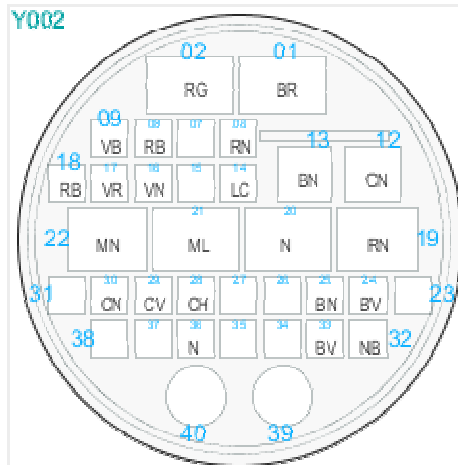 Y002
02 01
RG BR
09 08 07 06 13 12
VB RB RN BN CN
18 17 16 15 14
RB VR VN LC
22 21 20 19
MN ML N RN
31 30 29 28 27 26 25 24 23
CN CV CH BN BV
38 37 36 35 34 33 32
N BV NB
40 39